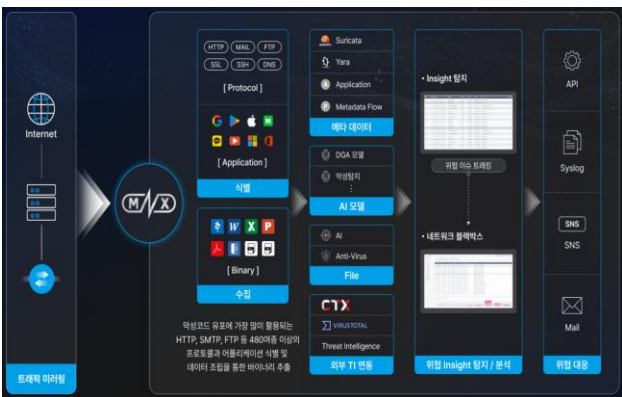 Internet
트래픽 미러링
MNX
HTTP
MAIL
FTP
SSL
SSH
DNS
[ Protocol ]
[ Application ]
식별
[ Binary ]
수집
악성코드 유포에 가장 많이 활용되는
HTTP, SMTP, FTP 등 480여종 이상의
프로토콜과 어플리케이션 식별 및
데이터 조립을 통한 바이너리 추출
Suricata
Yara
Application
Metadata Flow
메타 데이터
DGA 모델
악성탐지
AI 모델
AI
Anti-Virus
File
CTX
VIRUSTOTAL
Threat Intelligence
외부 TI 연동
• Insight 탐지
위협 이슈 트래킹
• 네트워크 블랙박스
위협 Insight 탐지 / 분석
API
Syslog
SNS
SNS
Mail
위협 대응